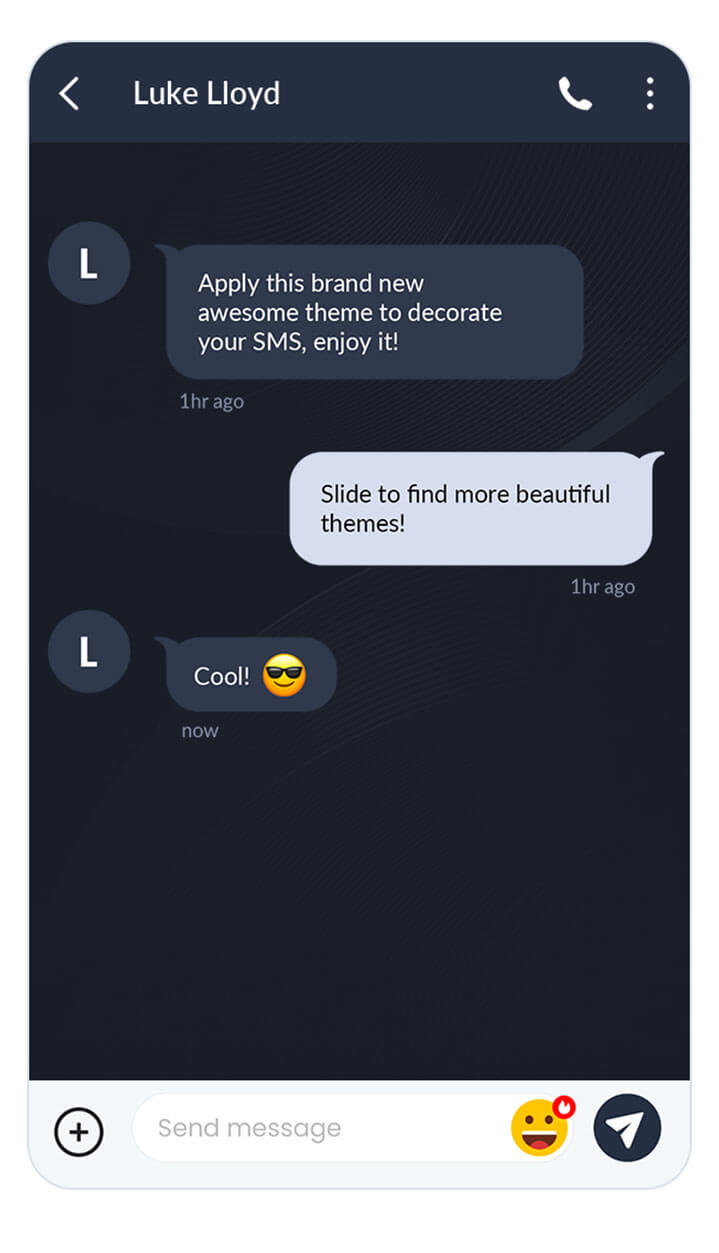 Luke Lloyd
L
Apply this brand new
awesome theme to decorate
your SMS, enjoy it!
1hr ago
Slide to find more beautiful
themes!
1hr ago
L
Cool! 😎
now
Send message